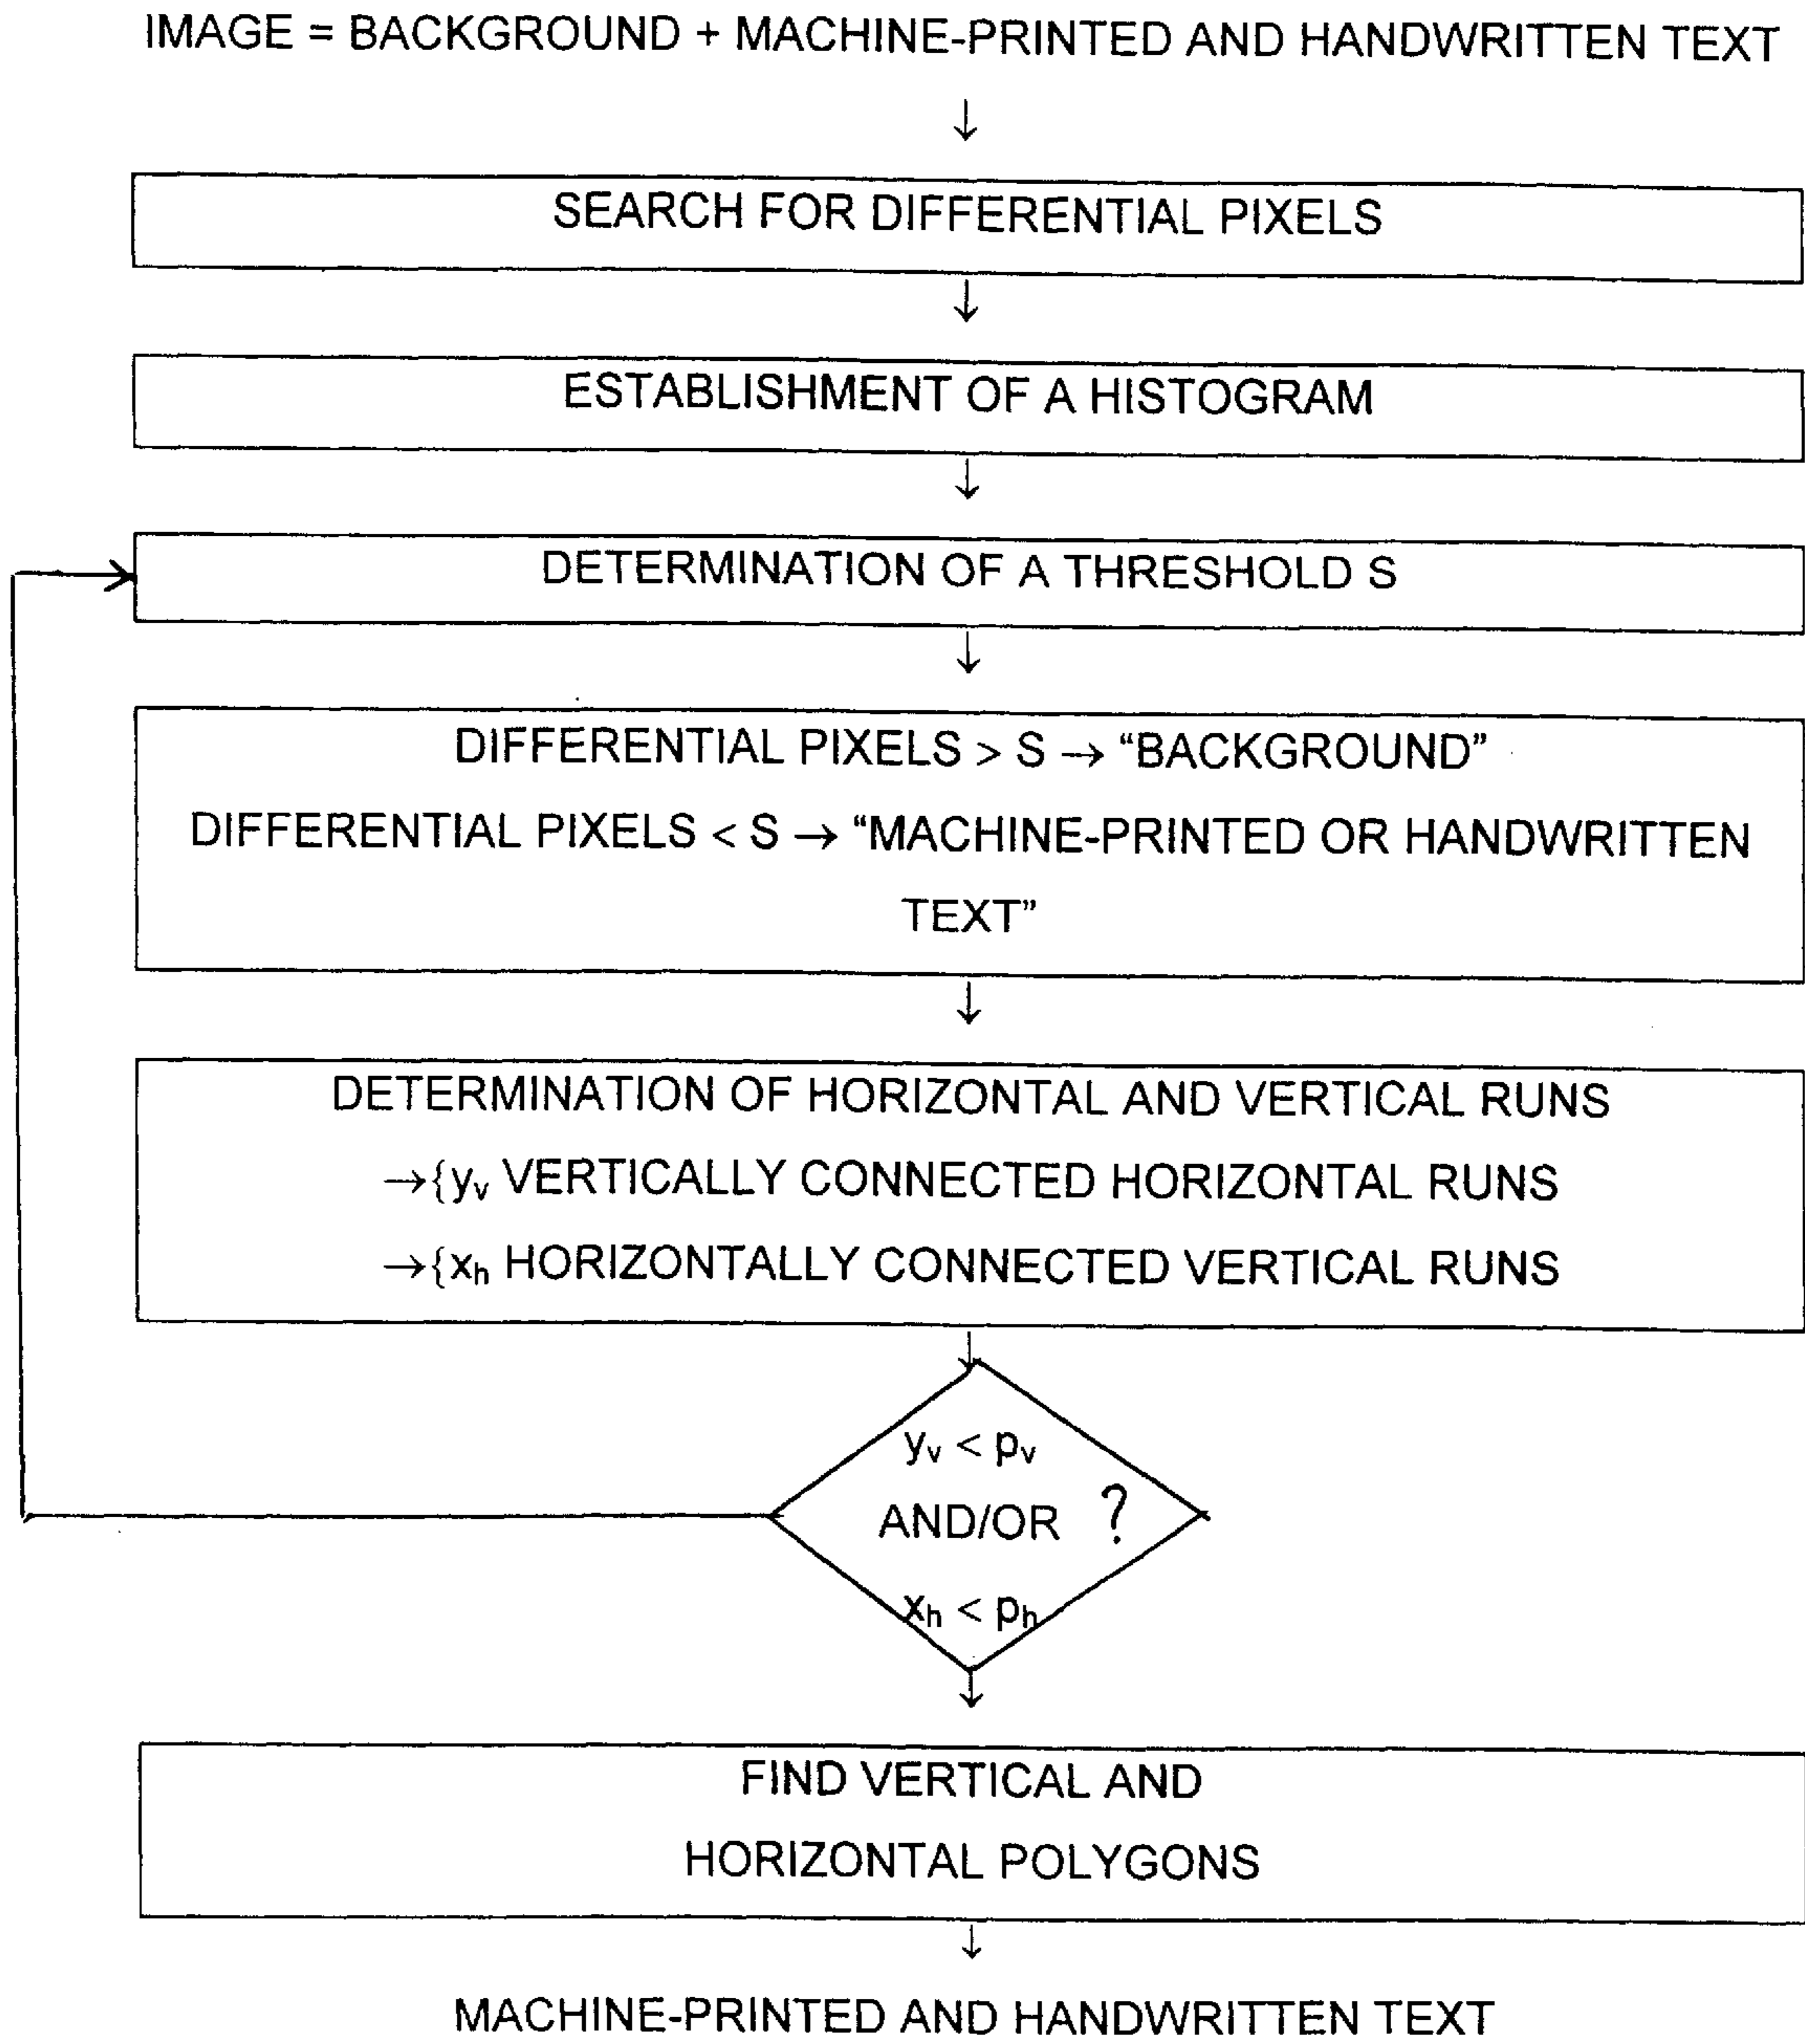 IMAGE = BACKGROUND + MACHINE-PRINTED AND HANDWRITTEN TEXT
↓
SEARCH FOR DIFFERENTIAL PIXELS
↓
ESTABLISHMENT OF A HISTOGRAM
↓
DETERMINATION OF A THRESHOLD S
↓
DIFFERENTIAL PIXELS > S → “BACKGROUND”
DIFFERENTIAL PIXELS < S → “MACHINE-PRINTED OR HANDWRITTEN
TEXT”
↓
DETERMINATION OF HORIZONTAL AND VERTICAL RUNS
→{yᵥ VERTICALLY CONNECTED HORIZONTAL RUNS
→{xₕ HORIZONTALLY CONNECTED VERTICAL RUNS
yᵥ < pᵥ
AND/OR ?
xₕ < pₕ
↓
FIND VERTICAL AND
HORIZONTAL POLYGONS
↓
MACHINE-PRINTED AND HANDWRITTEN TEXT